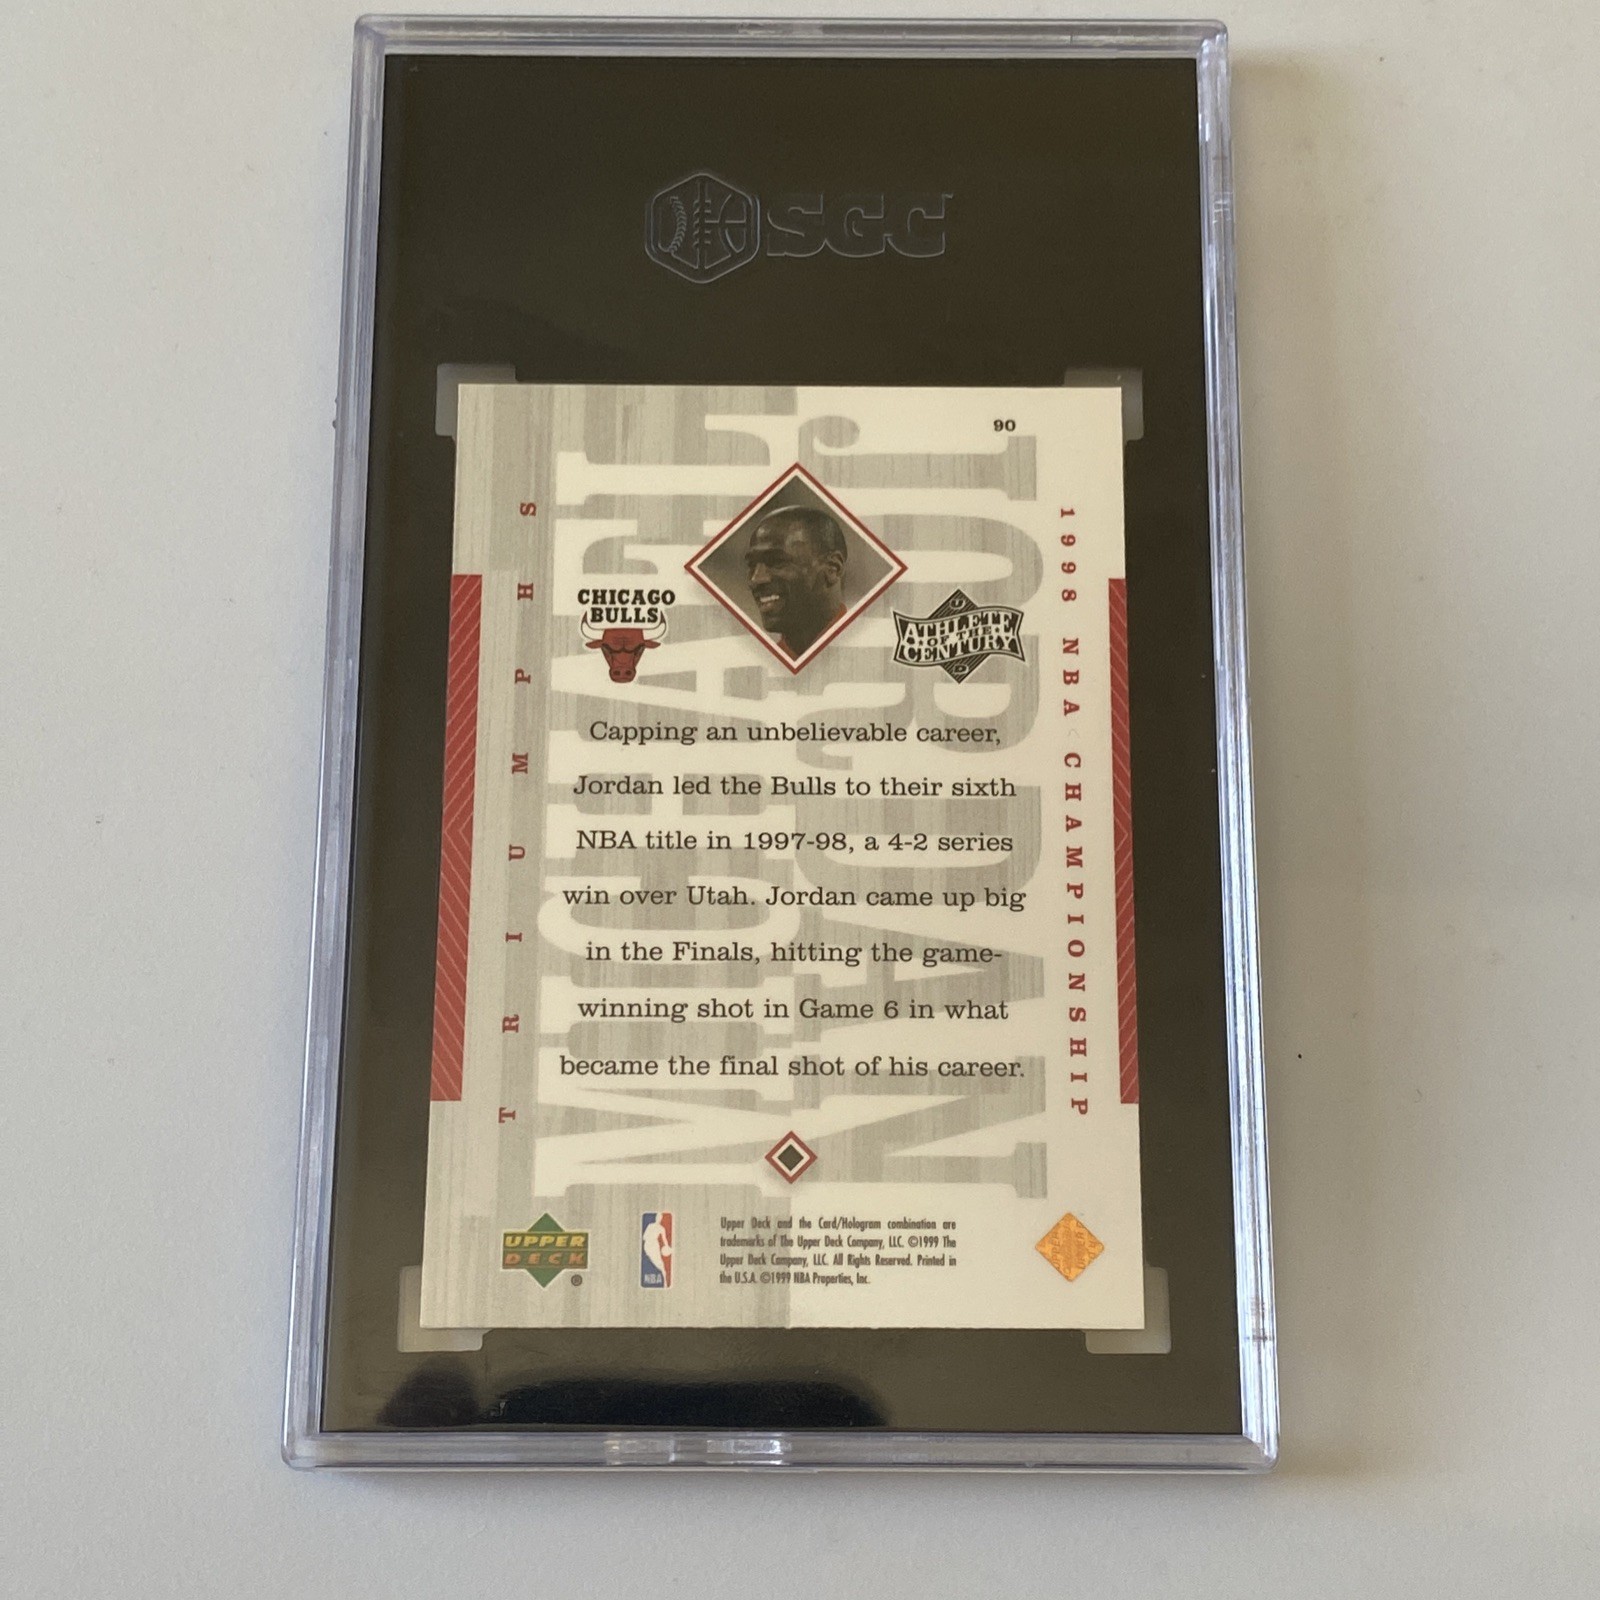 SGC
90
TRIUMPHS
1998 NBA CHAMPIONSHIP
MICHAEL
JORDAN
CHICAGO
BULLS
U
ATHLETE
OF THE
CENTURY
D
Capping an unbelievable career,
Jordan led the Bulls to their sixth
NBA title in 1997-98, a 4-2 series
win over Utah. Jordan came up big
in the Finals, hitting the game-
winning shot in Game 6 in what
became the final shot of his career.
UPPER
DECK
®
NBA
Upper Deck and the Card/Hologram combination are
trademarks of The Upper Deck Company, LLC. ©1999 The
Upper Deck Company, LLC. All Rights Reserved. Printed in
the U.S.A. ©1999 NBA Properties, Inc.